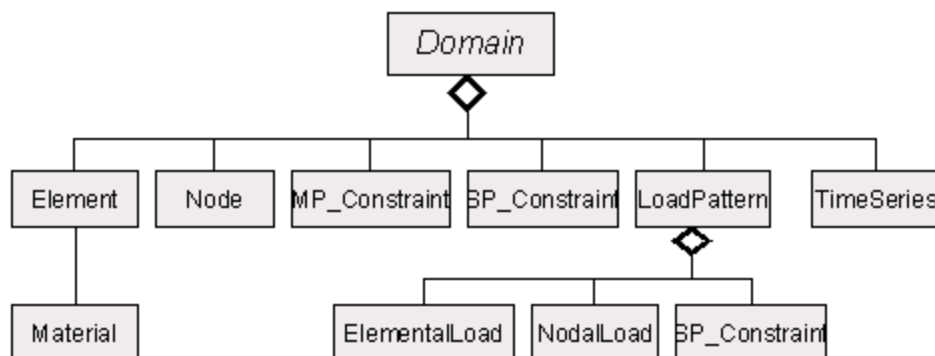 Domain
Element
Node
MP_Constraint
SP_Constraint
LoadPattern
TimeSeries
Material
ElementalLoad
NodalLoad
SP_Constraint